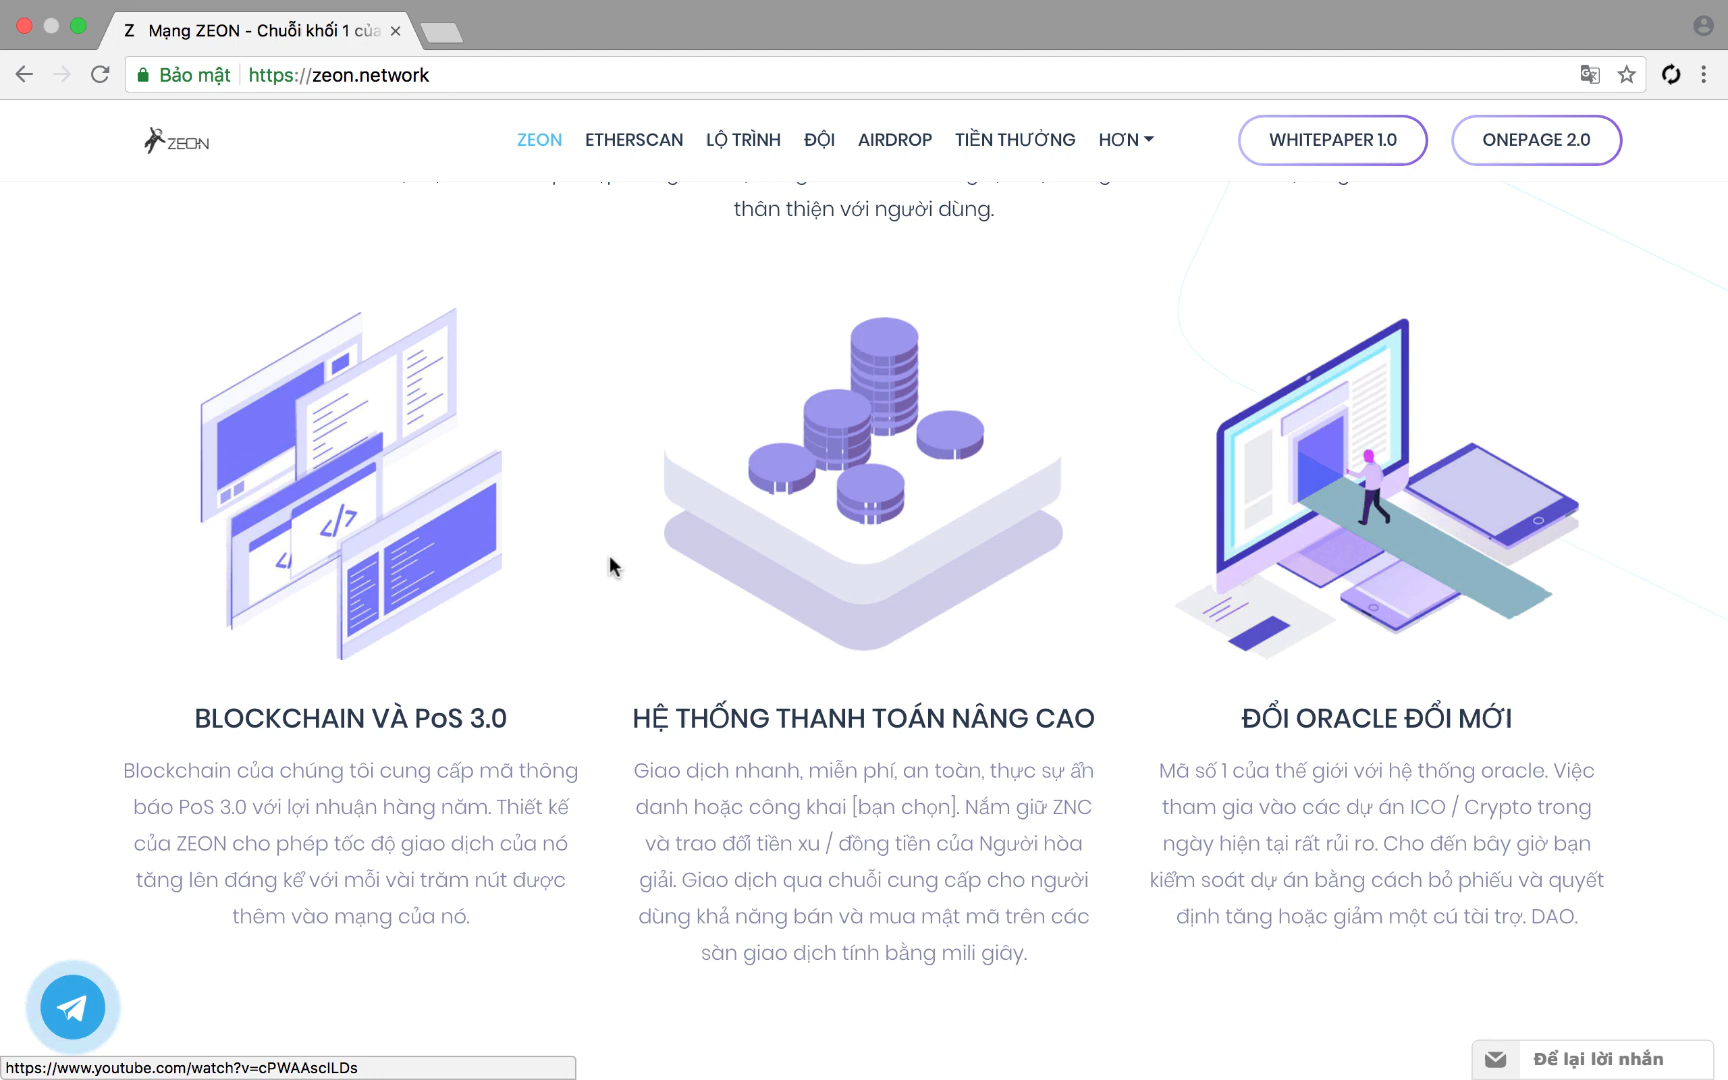 Z Mạng ZEON - Chuỗi khối 1 của
Bảo mật https://zeon.network
ZEON
ZEON ETHERSCAN LỘ TRÌNH ĐỘI AIRDROP TIỀN THƯỞNG HƠN WHITEPAPER 1.0 ONEPAGE 2.0
thân thiện với người dùng.
BLOCKCHAIN VÀ PoS 3.0
Blockchain của chúng tôi cung cấp mã thông
báo PoS 3.0 với lợi nhuận hàng năm. Thiết kế
của ZEON cho phép tốc độ giao dịch của nó
tăng lên đáng kể với mỗi vài trăm nút được
thêm vào mạng của nó.
HỆ THỐNG THANH TOÁN NÂNG CAO
Giao dịch nhanh, miễn phí, an toàn, thực sự ẩn
danh hoặc công khai [bạn chọn]. Nắm giữ ZNC
và trao đổi tiền xu / đồng tiền của Người hòa
giải. Giao dịch qua chuỗi cung cấp cho người
dùng khả năng bán và mua mật mã trên các
sàn giao dịch tính bằng mili giây.
ĐỔI ORACLE ĐỔI MỚI
Mã số 1 của thế giới với hệ thống oracle. Việc
tham gia vào các dự án ICO / Crypto trong
ngày hiện tại rất rủi ro. Cho đến bây giờ bạn
kiểm soát dự án bằng cách bỏ phiếu và quyết
định tăng hoặc giảm một cú tài trợ. DAO.
https://www.youtube.com/watch?v=cPWAAsclLDs
Để lại lời nhắn